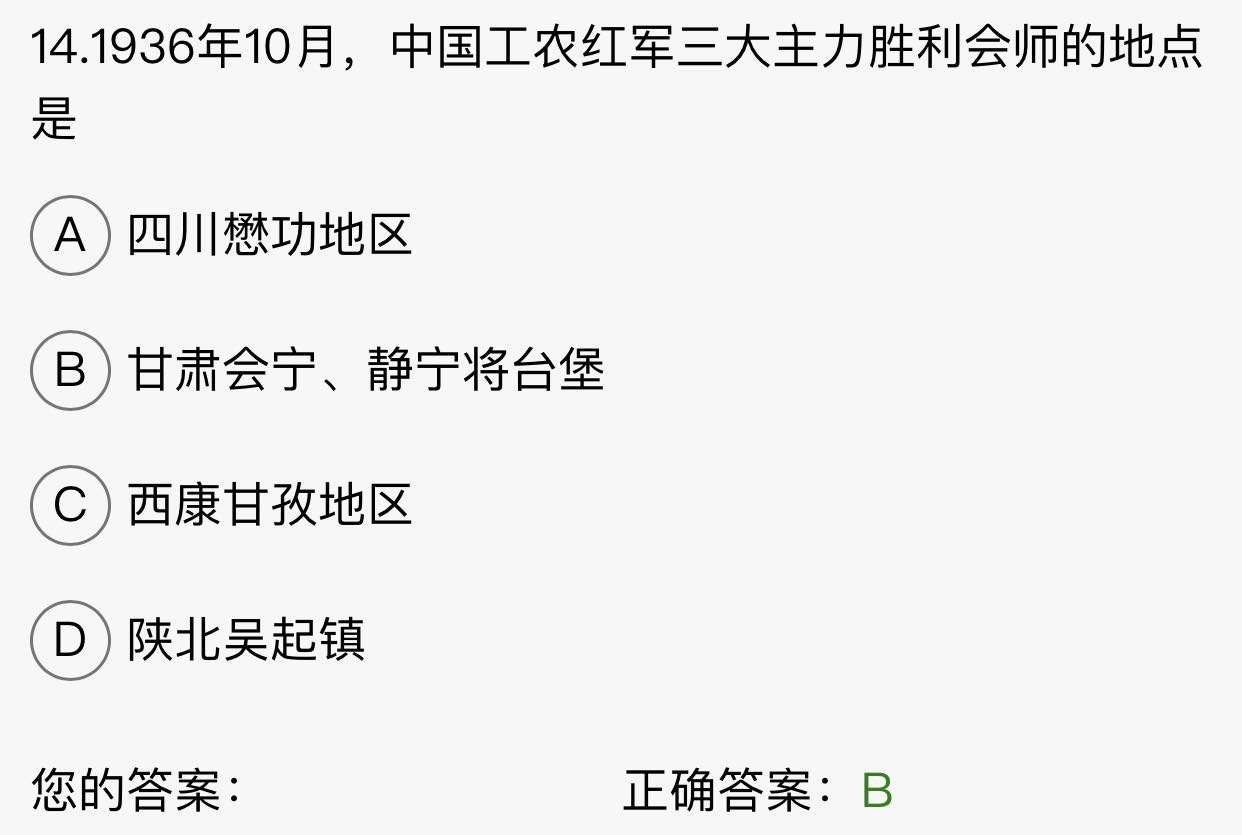 14.1936年10月，中国工农红军三大主力胜利会师的地点
是
A 四川懋功地区
B 甘肃会宁、静宁将台堡
C 西康甘孜地区
D 陕北吴起镇
您的答案： 正确答案：B